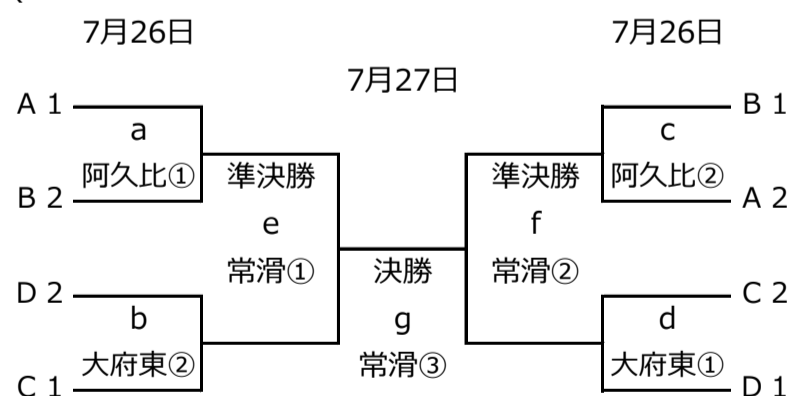 7月26日
7月26日
7月27日
A 1
B 1
a
c
阿久比①
準決勝
準決勝
阿久比②
B 2
A 2
e
f
常滑①
決勝
常滑②
D 2
C 2
b
g
d
大府東②
常滑③
大府東①
C 1
D 1